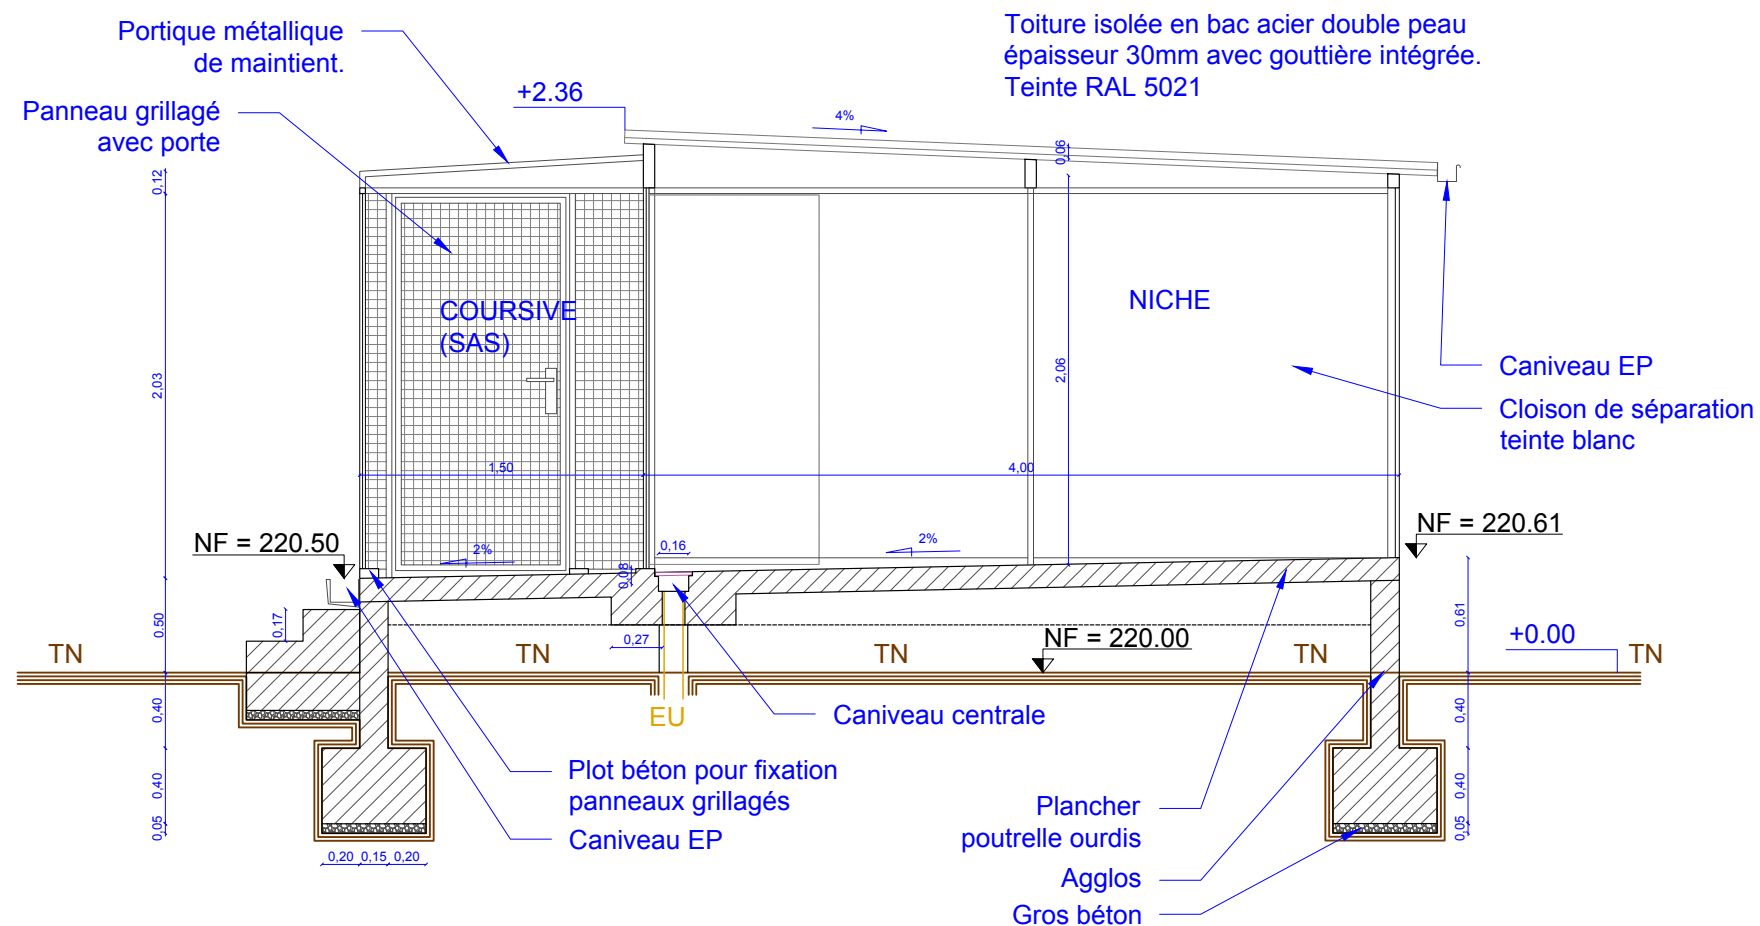 Portique métallique
de maintient.
Toiture isolée en bac acier double peau
épaisseur 30mm avec gouttière intégrée.
Teinte RAL 5021
+2.36
Panneau grillagé
avec porte
4%
0,06
0,12
COURSIVE
(SAS)
NICHE
2,03
2,06
Caniveau EP
Cloison de séparation
teinte blanc
1,50
4,00
NF = 220.50
NF = 220.61
2%
0,16
2%
0,08
0.50
0,17
0,61
TN
TN
0,27
TN
NF = 220.00
TN
+0.00
TN
0,40
EU
Caniveau centrale
0,40
0,40
Plot béton pour fixation
panneaux grillagés
Plancher
poutrelle ourdis
0,40
0,05
Caniveau EP
0,05
0,20
0,15
0,20
Agglos
Gros béton